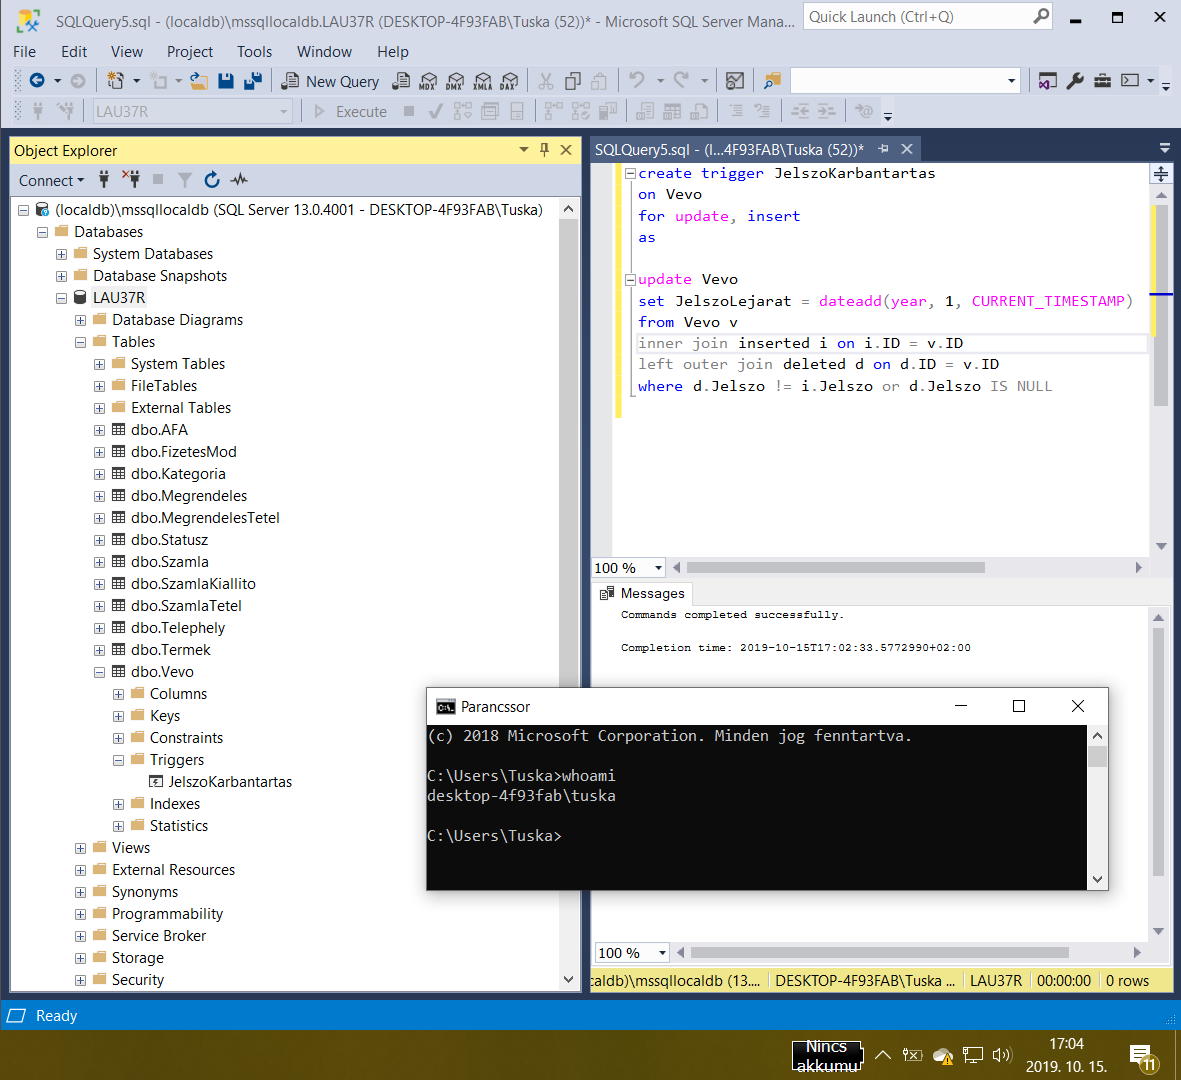 SQLQuery5.sql - (localdb)\mssqllocaldb.LAU37R (DESKTOP-4F93FAB\Tuska (52))* - Microsoft SQL Server Mana...
Quick Launch (Ctrl+Q)
File Edit View Project Tools Window Help
New Query
MDX DMX XMLA DAX
LAU37R
Execute
Object Explorer
Connect
(localdb)\mssqllocaldb (SQL Server 13.0.4001 - DESKTOP-4F93FAB\Tuska)
Databases
System Databases
Database Snapshots
LAU37R
Database Diagrams
Tables
System Tables
FileTables
External Tables
dbo.AFA
dbo.FizetesMod
dbo.Kategoria
dbo.Megrendeles
dbo.MegrendelesTetel
dbo.Statusz
dbo.Szamla
dbo.SzamlaKiallito
dbo.SzamlaTetel
dbo.Telephely
dbo.Termek
dbo.Vevo
Columns
Keys
Constraints
Triggers
JelszoKarbantartas
Indexes
Statistics
Views
External Resources
Synonyms
Programmability
Service Broker
Storage
Security
SQLQuery5.sql - (l...4F93FAB\Tuska (52))*
create trigger JelszoKarbantartas
on Vevo
for update, insert
as
update Vevo
set JelszoLejarat = dateadd(year, 1, CURRENT_TIMESTAMP)
from Vevo v
inner join inserted i on i.ID = v.ID
left outer join deleted d on d.ID = v.ID
where d.Jelszo != i.Jelszo or d.Jelszo IS NULL
100 %
Messages
Commands completed successfully.
Completion time: 2019-10-15T17:02:33.5772990+02:00
Parancssor
(c) 2018 Microsoft Corporation. Minden jog fenntartva.
C:\Users\Tuska>whoami
desktop-4f93fab\tuska
C:\Users\Tuska>
100 %
caldb)\mssqllocaldb (13.... DESKTOP-4F93FAB\Tuska ... LAU37R 00:00:00 0 rows
Ready
Nincs
akkumu
17:04
2019. 10. 15.
11